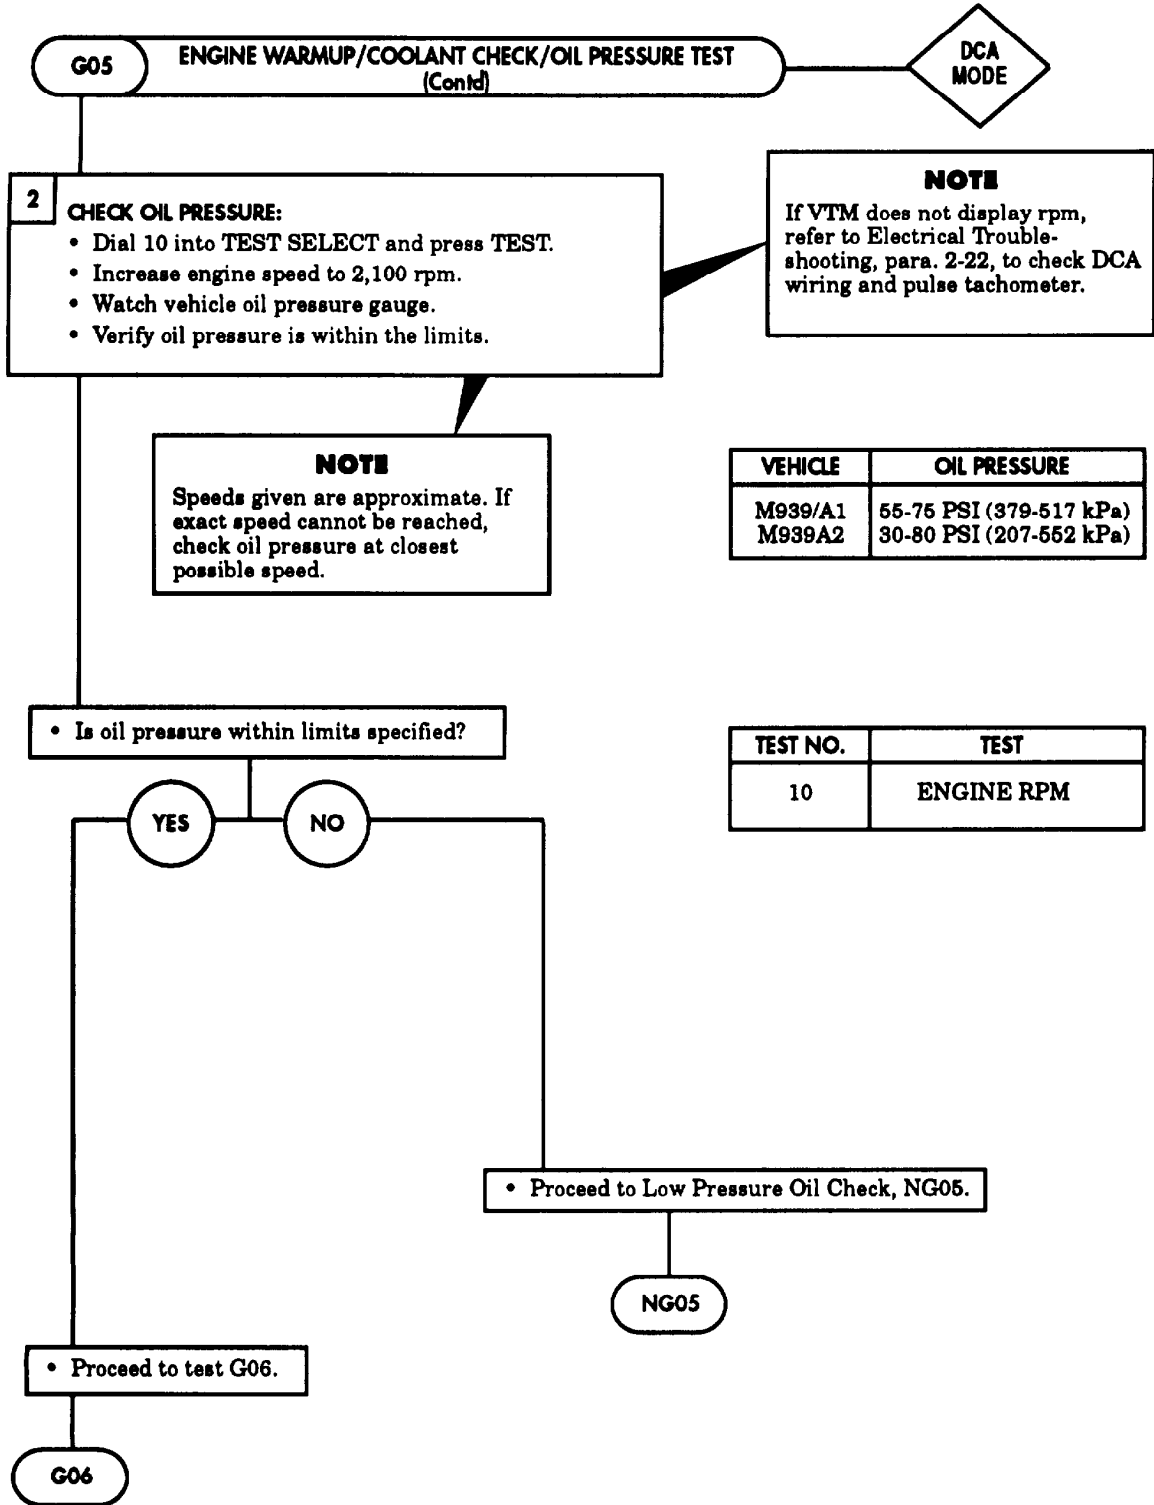 G05
ENGINE WARMUP/COOLANT CHECK/OIL PRESSURE TEST
(Contd)
DCA
MODE
2
CHECK OIL PRESSURE:
• Dial 10 into TEST SELECT and press TEST.
• Increase engine speed to 2,100 rpm.
• Watch vehicle oil pressure gauge.
• Verify oil pressure is within the limits.
NOTE
If VTM does not display rpm,
refer to Electrical Trouble-
shooting, para. 2-22, to check DCA
wiring and pulse tachometer.
NOTE
Speeds given are approximate. If
exact speed cannot be reached,
check oil pressure at closest
possible speed.
VEHICLE OIL PRESSURE
M939/A1 55-75 PSI (379-517 kPa)
M939A2 30-80 PSI (207-552 kPa)
• Is oil pressure within limits specified?
TEST NO. TEST
10 ENGINE RPM
YES NO
• Proceed to Low Pressure Oil Check, NG05.
NG05
• Proceed to test G06.
G06